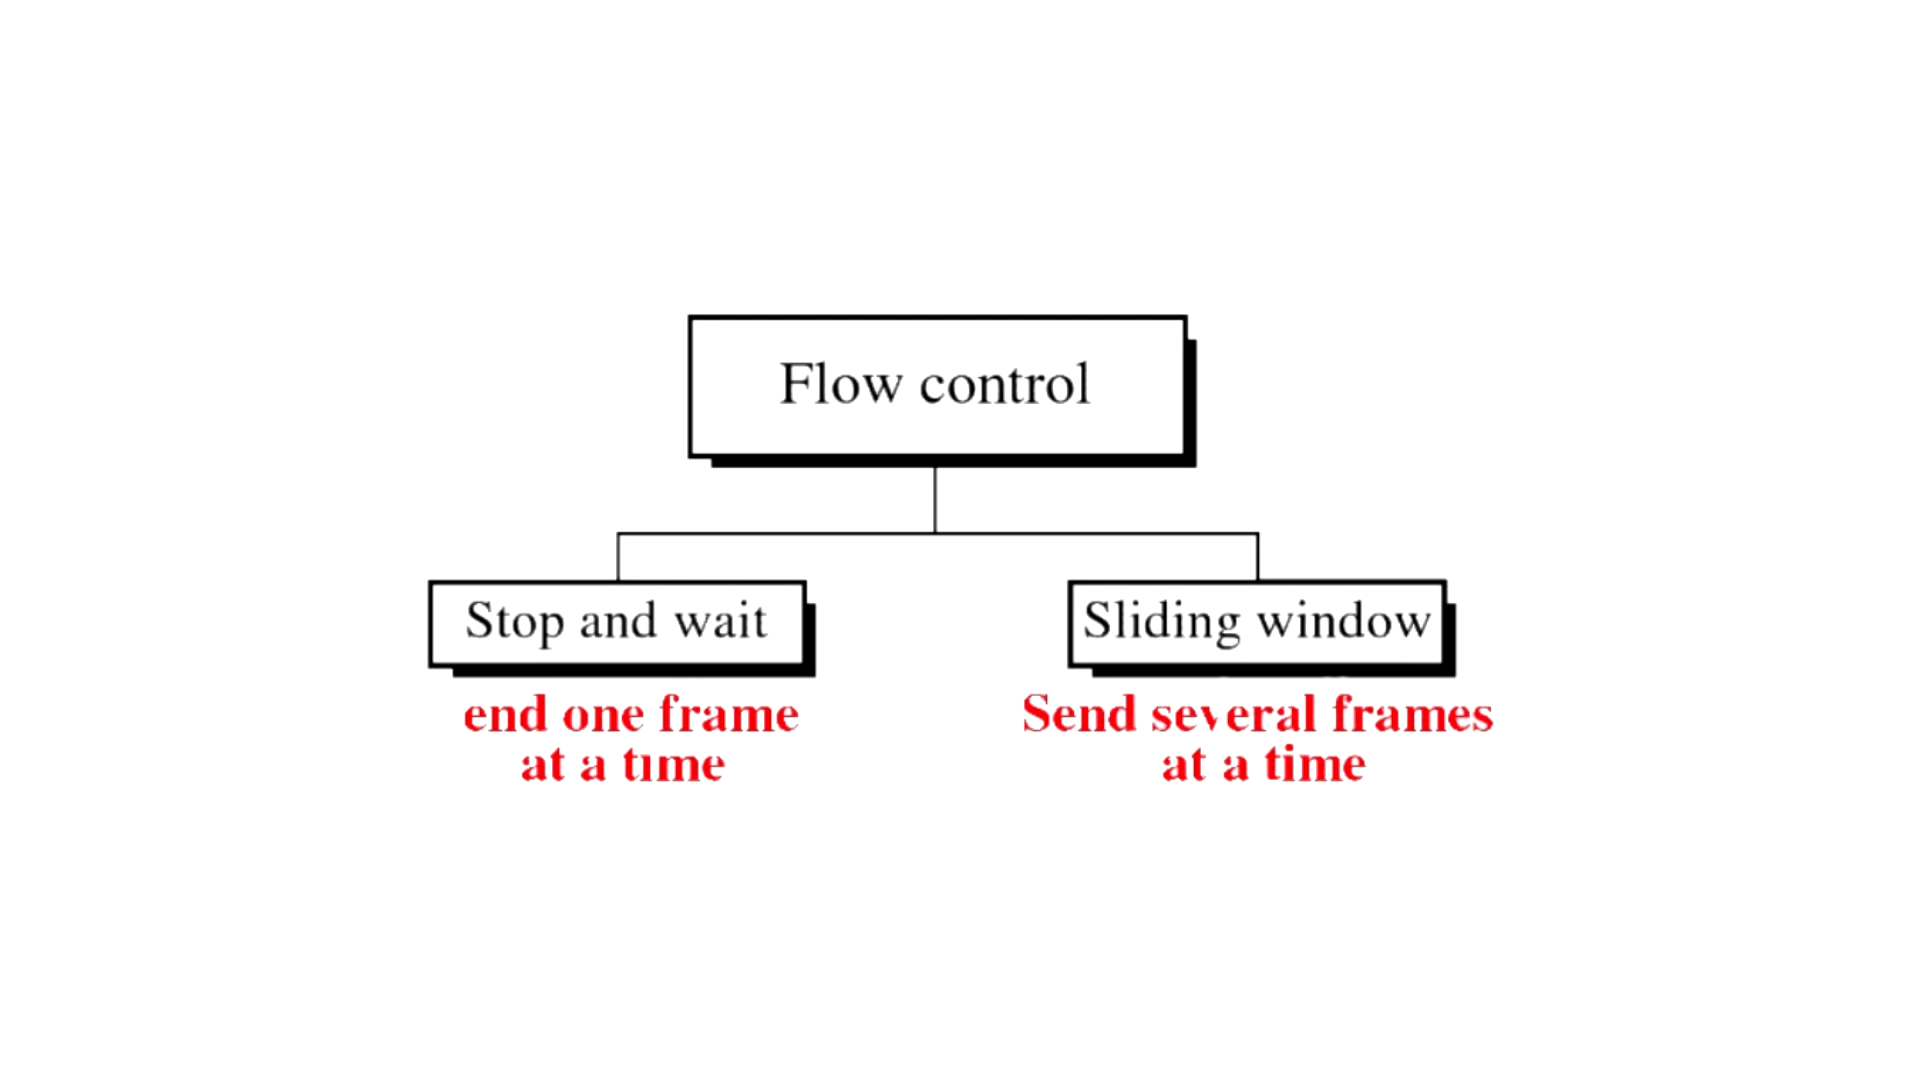 Flow control
Stop and wait
Sliding window
end one frame
at a time
Send several frames
at a time